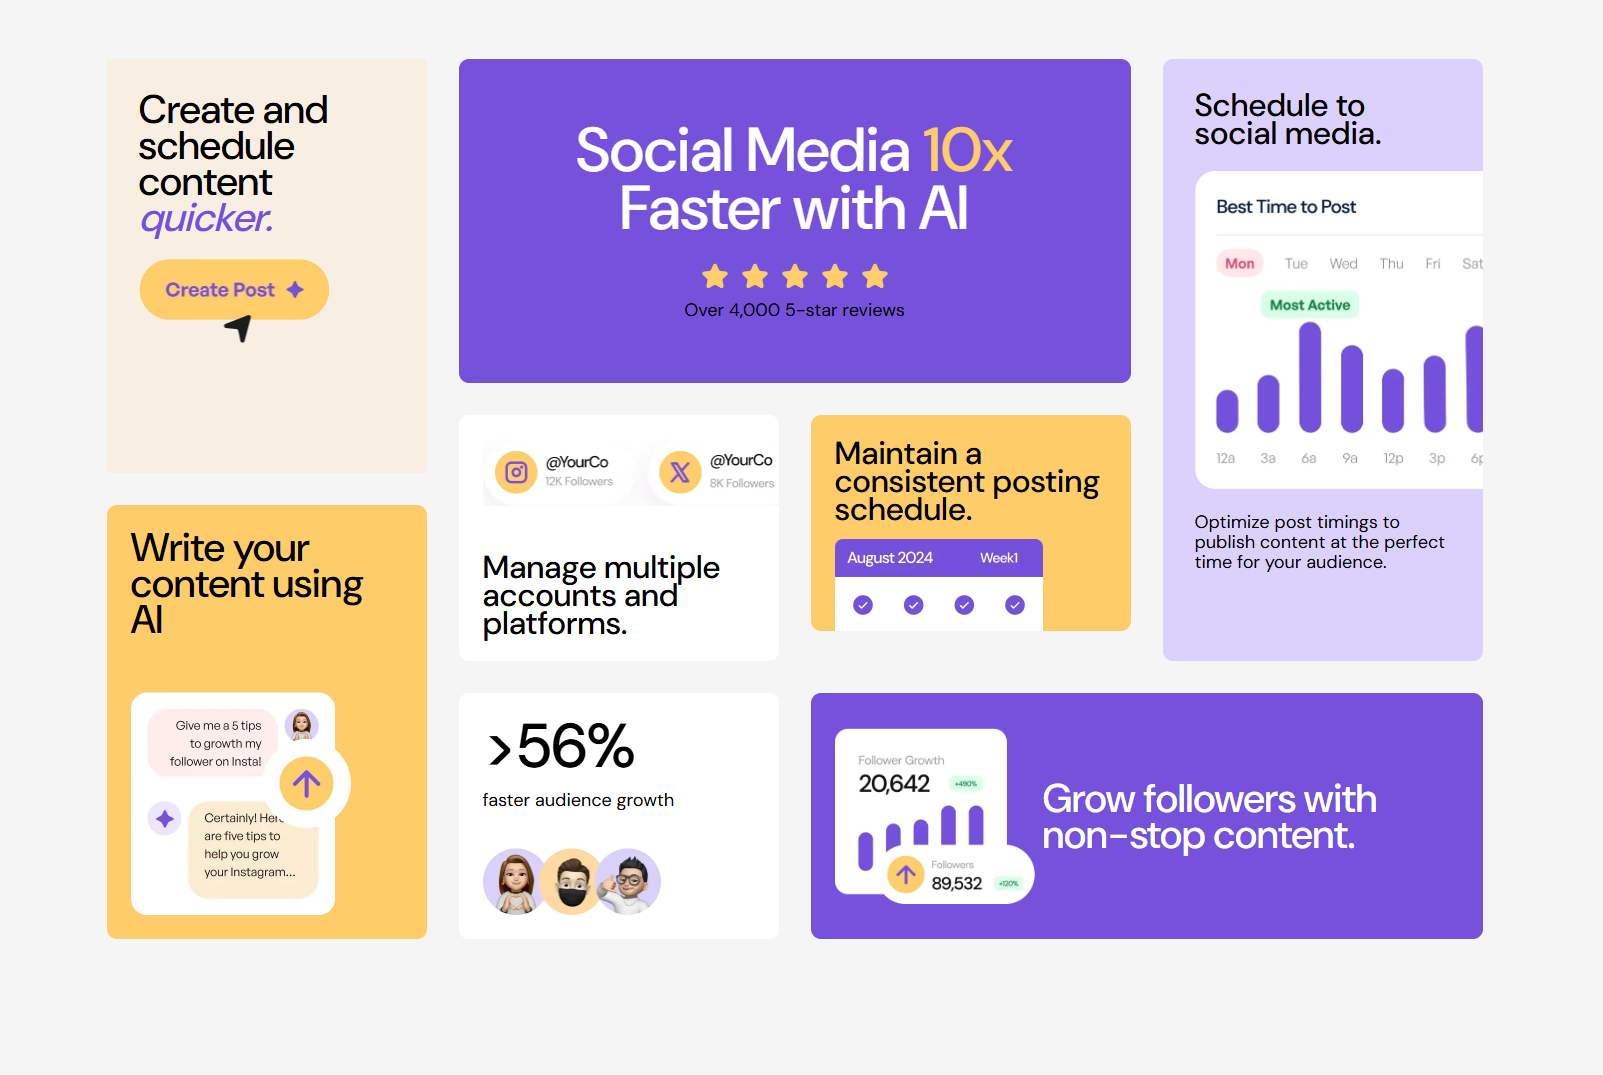 Create and
schedule
content
quicker.
Create Post
Social Media 10x
Faster with AI
Over 4,000 5-star reviews
Schedule to
social media.
Best Time to Post
Mon Tue Wed Thu Fri Sat
Most Active
12a 3a 6a 9a 12p 3p 6p
Optimize post timings to
publish content at the perfect
time for your audience.
@YourCo
12K Followers
@YourCo
8K Followers
Manage multiple
accounts and
platforms.
Maintain a
consistent posting
schedule.
August 2024 Week1
Write your
content using
AI
Give me a 5 tips
to growth my
follower on Insta!
Certainly! Here
are five tips to
help you grow
your Instagram...
>56%
faster audience growth
Follower Growth
20,642 +490%
Followers
89,532 +120%
Grow followers with
non-stop content.